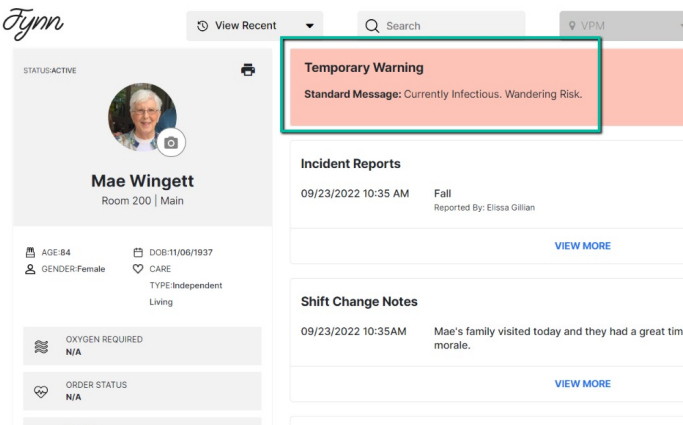 Fynn
View Recent
Search
VPM
STATUS:ACTIVE
Mae Wingett
Room 200 | Main
AGE:84
DOB:11/06/1937
GENDER:Female
CARE
TYPE:Independent
Living
OXYGEN REQUIRED
N/A
ORDER STATUS
N/A
Temporary Warning
Standard Message: Currently Infectious. Wandering Risk.
Incident Reports
09/23/2022 10:35 AM Fall
Reported By: Elissa Gillian
VIEW MORE
Shift Change Notes
09/23/2022 10:35AM Mae's family visited today and they had a great tim
morale.
VIEW MORE